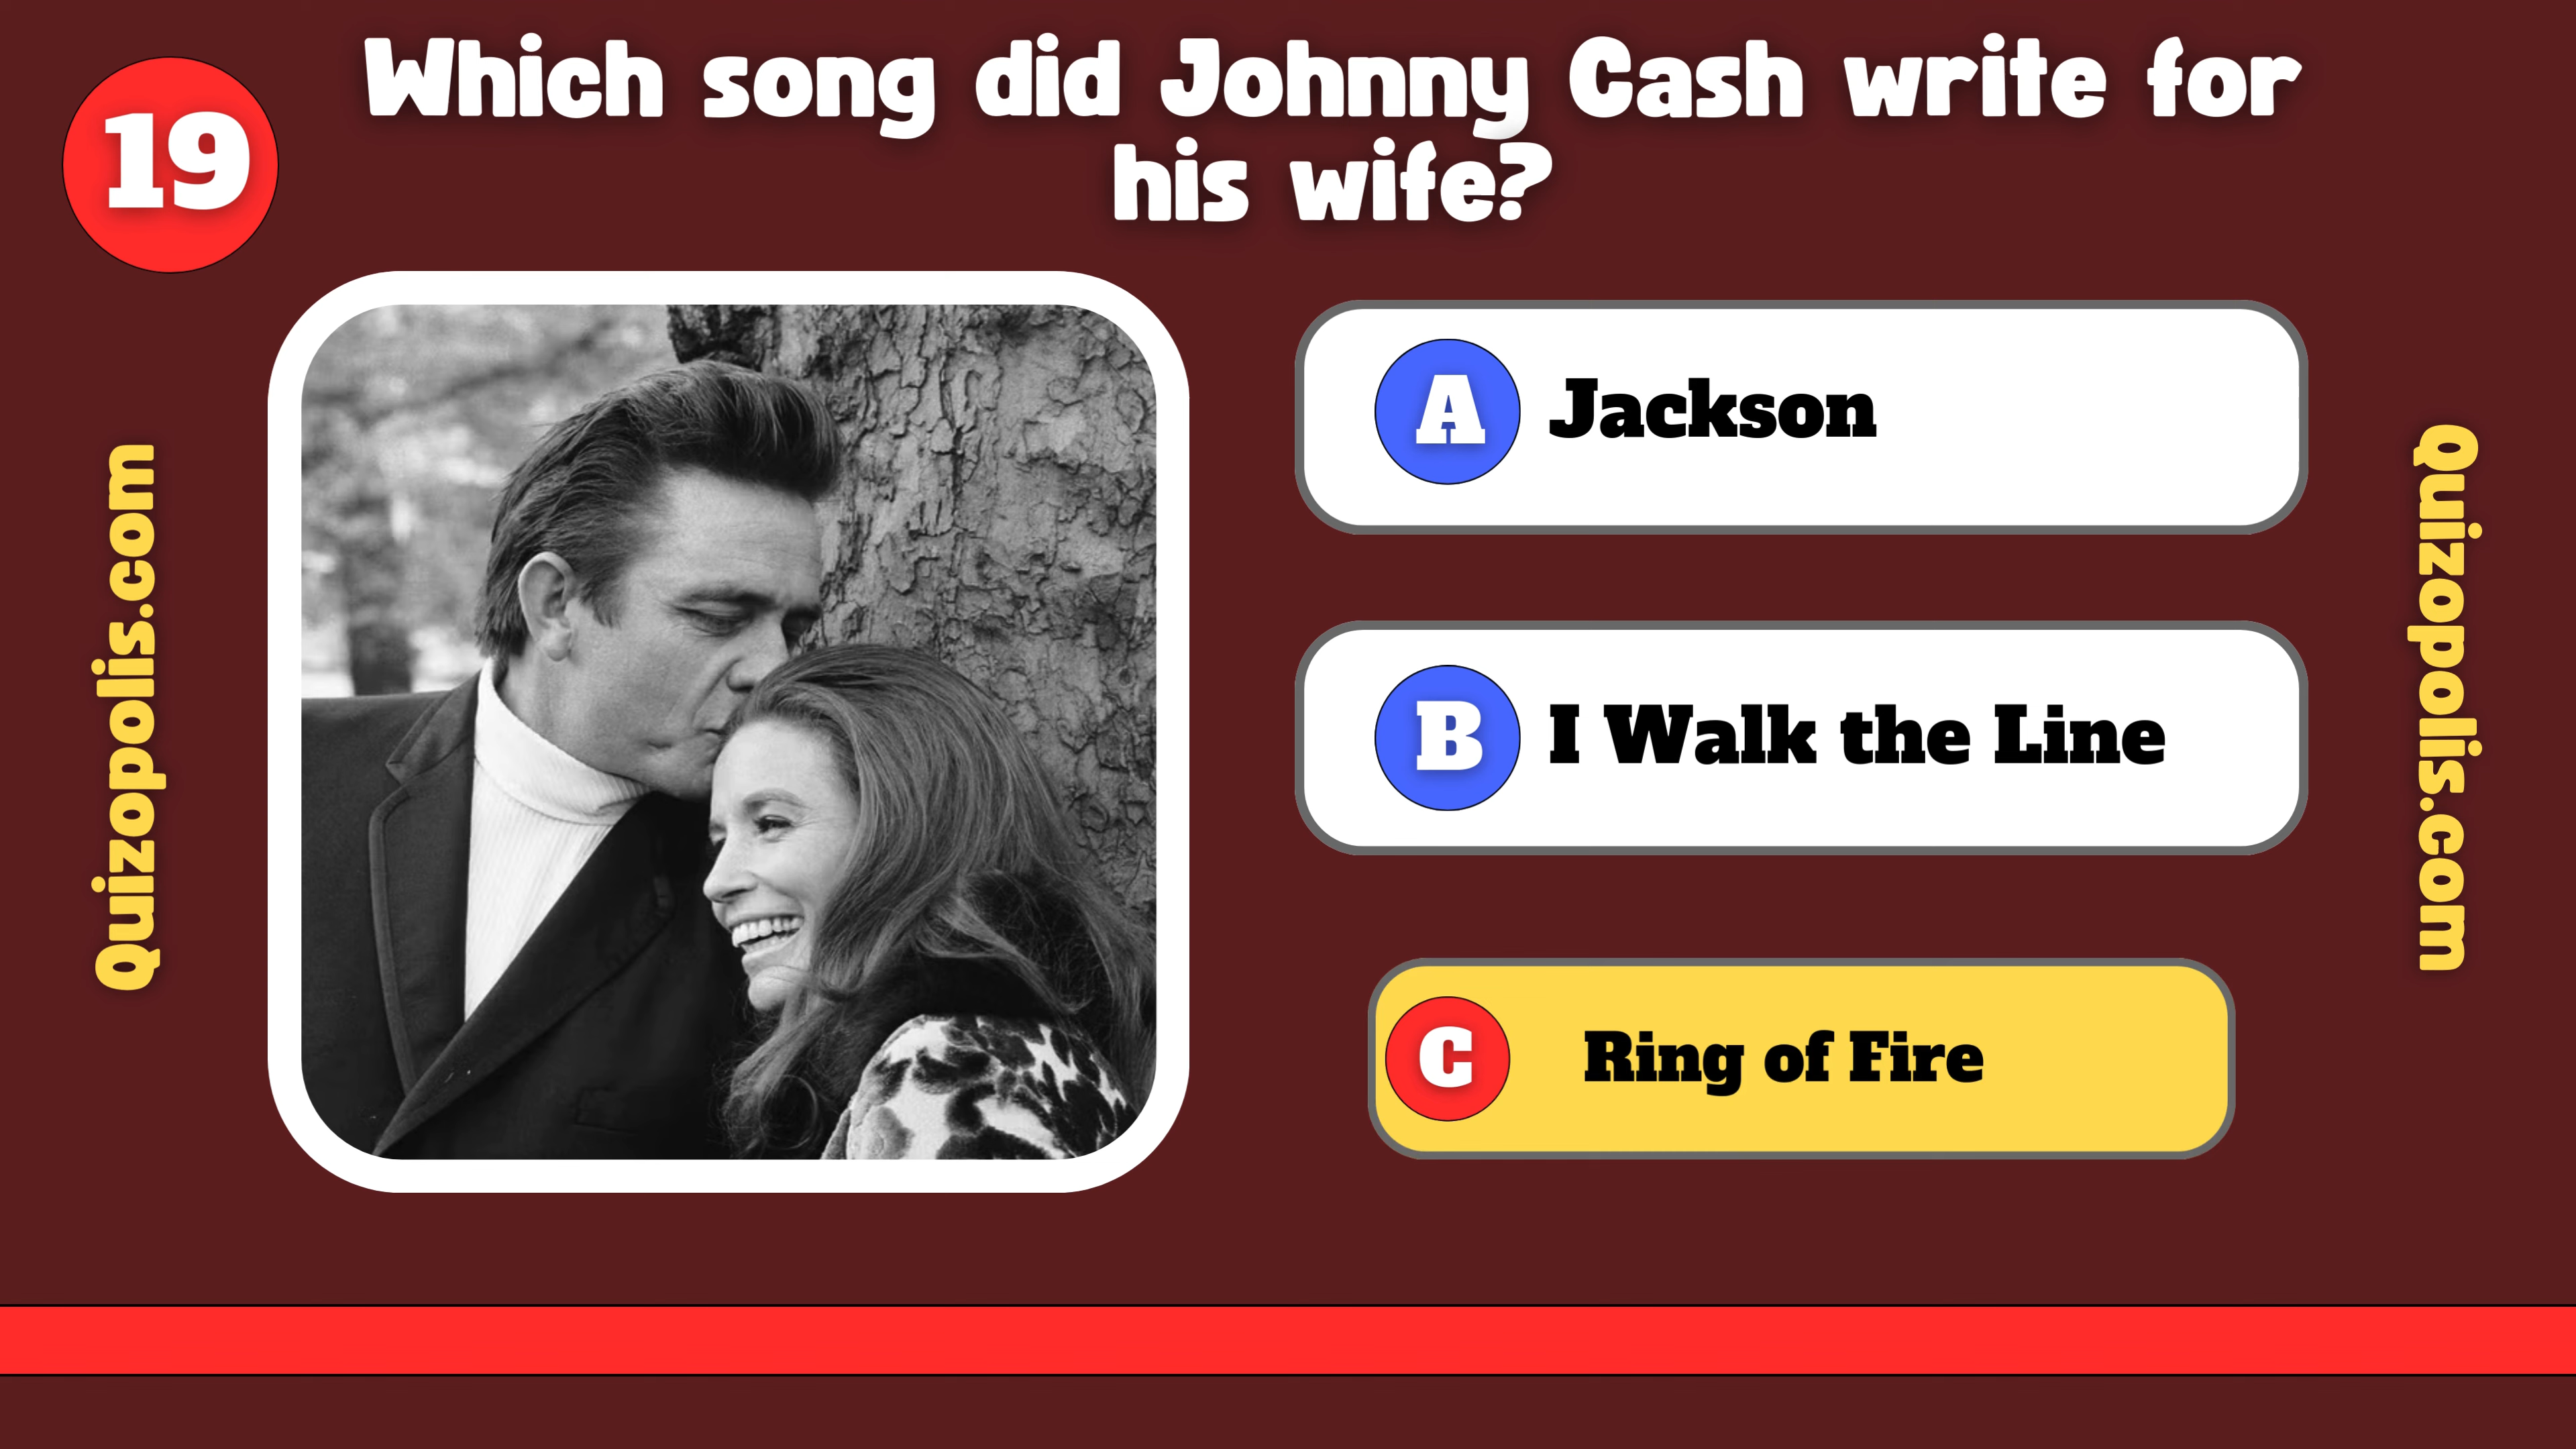 19
Which song did Johnny Cash write for
his wife?
Quizopolis.com
A Jackson
B I Walk the Line
C Ring of Fire
Quizopolis.com